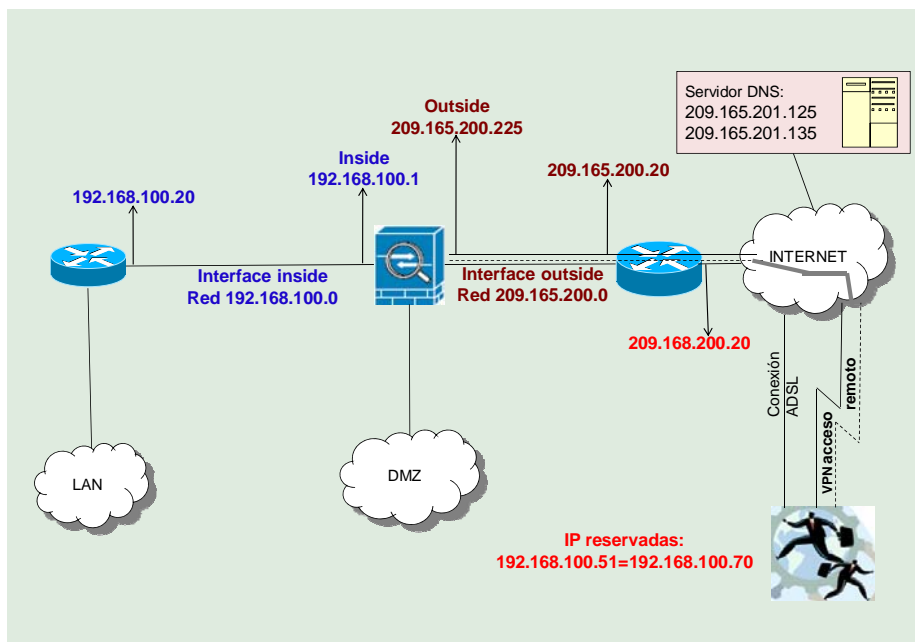 Servidor DNS:
209.165.201.125
209.165.201.135
Outside
209.165.200.225
Inside
192.168.100.1
209.165.200.20
192.168.100.20
INTERNET
Interface inside
Red 192.168.100.0
Interface outside
Red 209.165.200.0
209.168.200.20
Conexión
ADSL
VPN acceso
remoto
LAN
DMZ
IP reservadas:
192.168.100.51=192.168.100.70